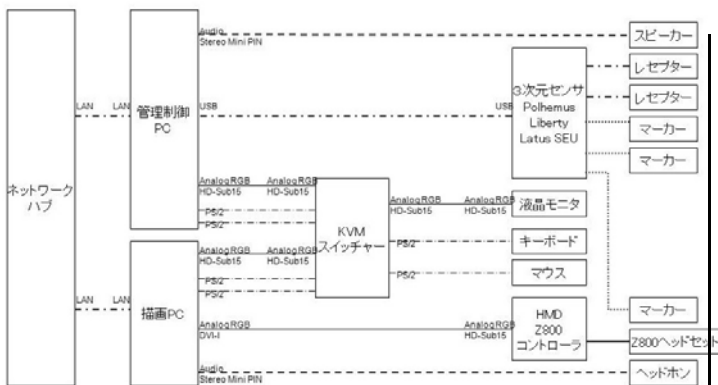 Audio
Stereo Mini PIN
スピーカー
レセプター
レセプター
マーカー
マーカー
3次元センサ
Polhemus
Liberty
Latus SEU
LAN
LAN
管理制御
PC
USB
USB
ネットワーク
ハブ
AnalogRGB
HD-Sub15
AnalogRGB
HD-Sub15
PS/2
PS/2
KVM
スイッチャー
AnalogRGB
HD-Sub15
AnalogRGB
HD-Sub15
液晶モニタ
PS/2
キーボード
PS/2
マウス
AnalogRGB
HD-Sub15
AnalogRGB
HD-Sub15
PS/2
PS/2
LAN
LAN
描画PC
AnalogRGB
DVI-I
AnalogRGB
HD-Sub15
HMD
Z800
コントローラ
マーカー
Z800ヘッドセット
Audio
Stereo Mini PIN
ヘッドホン